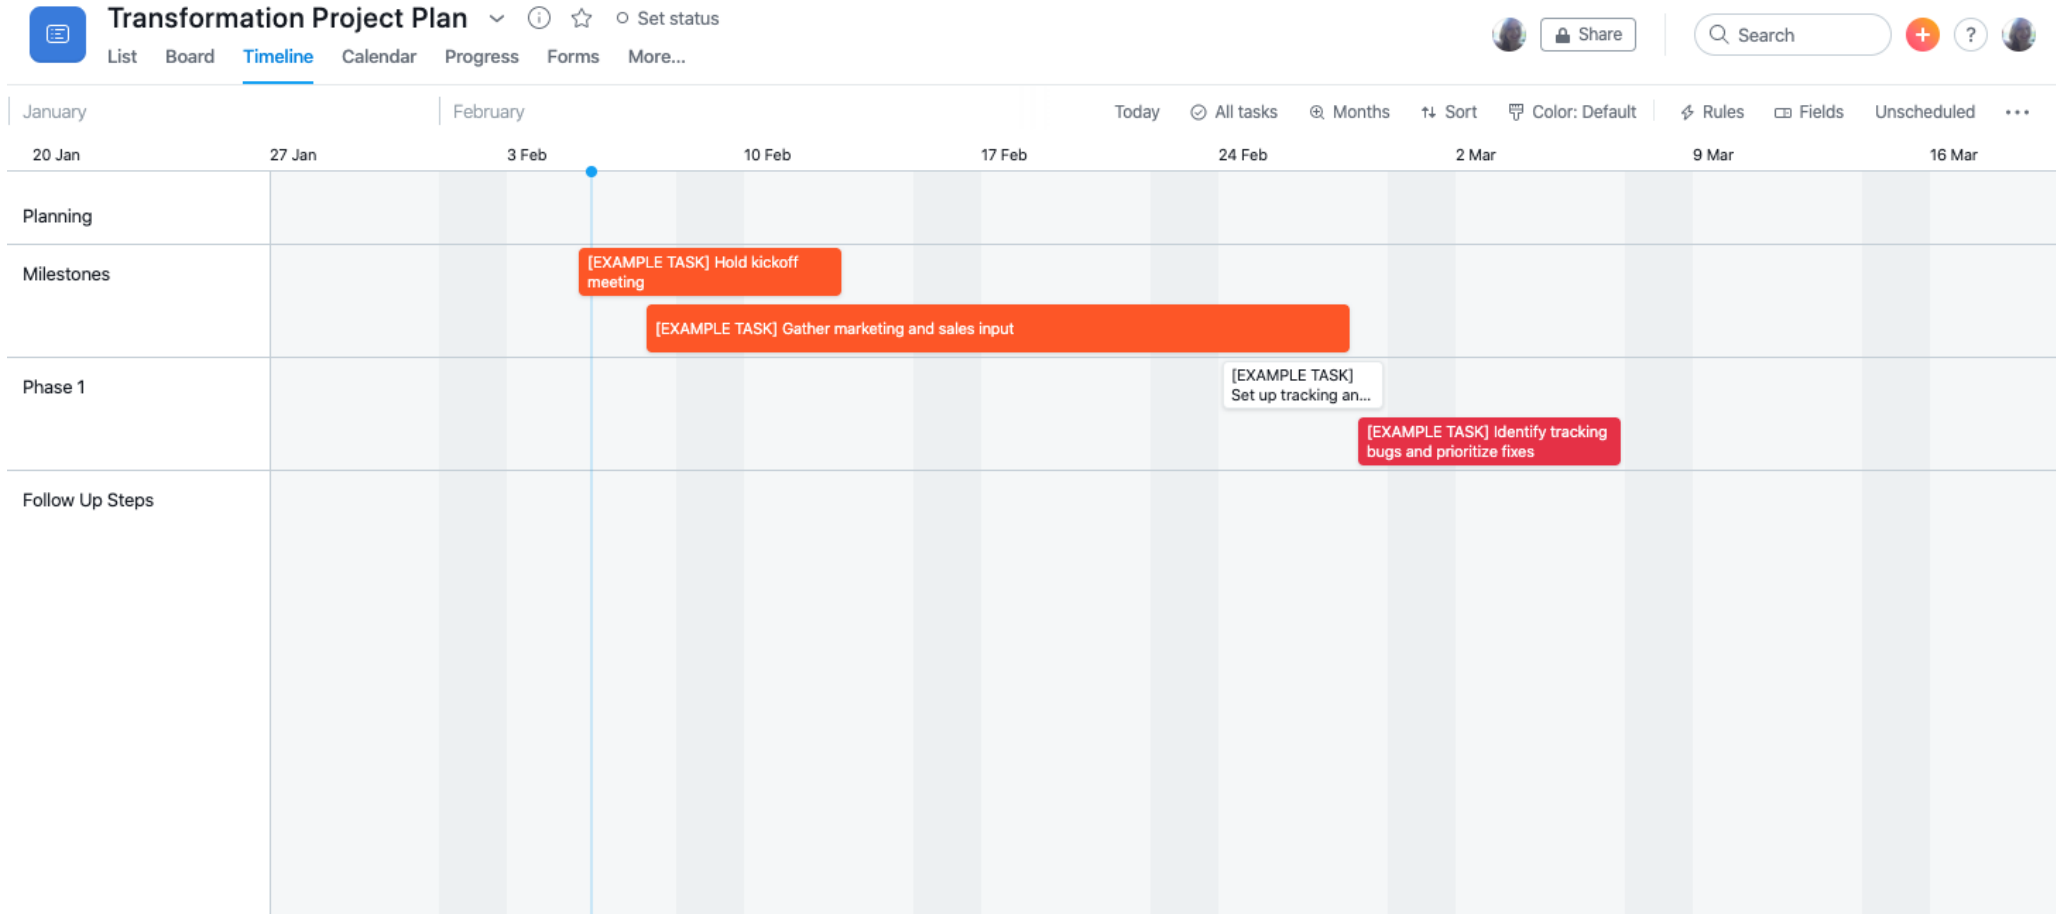 Transformation Project Plan
Set status
Share
Search
?
List Board Timeline Calendar Progress Forms More...
January February
Today All tasks Months Sort Color: Default Rules Fields Unscheduled
20 Jan 27 Jan 3 Feb 10 Feb 17 Feb 24 Feb 2 Mar 9 Mar 16 Mar
Planning
Milestones
[EXAMPLE TASK] Hold kickoff
meeting
[EXAMPLE TASK] Gather marketing and sales input
Phase 1
[EXAMPLE TASK]
Set up tracking an...
[EXAMPLE TASK] Identify tracking
bugs and prioritize fixes
Follow Up Steps